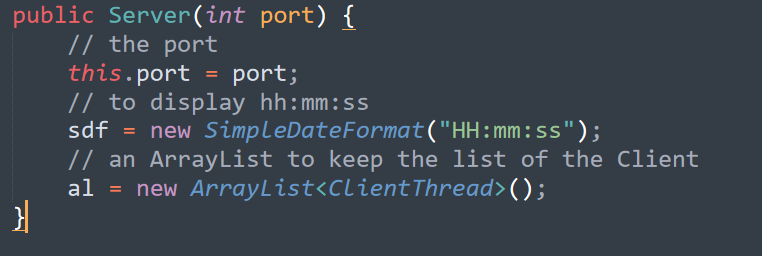 public Server(int port) {
    // the port
    this.port = port;
    // to display hh:mm:ss
    sdf = new SimpleDateFormat("HH:mm:ss");
    // an ArrayList to keep the list of the Client
    al = new ArrayList<ClientThread>();
}